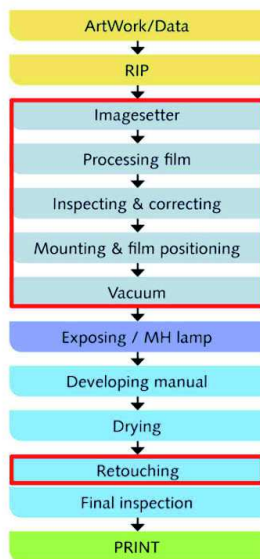 ArtWork/Data
RIP
Imagesetter
Processing film
Inspecting & correcting
Mounting & film positioning
Vacuum
Exposing / MH lamp
Developing manual
Drying
Retouching
Final inspection
PRINT